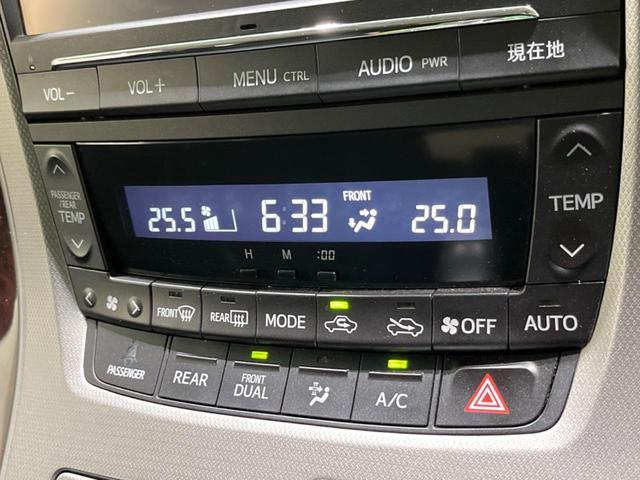 VOL− VOL+ MENU CTRL AUDIO PWR 現在地
PASSENGER/REAR
TEMP
25.5 6:33 FRONT 25.0
TEMP
H M :00
FRONT REAR MODE OFF AUTO
PASSENGER REAR FRONT DUAL A/C